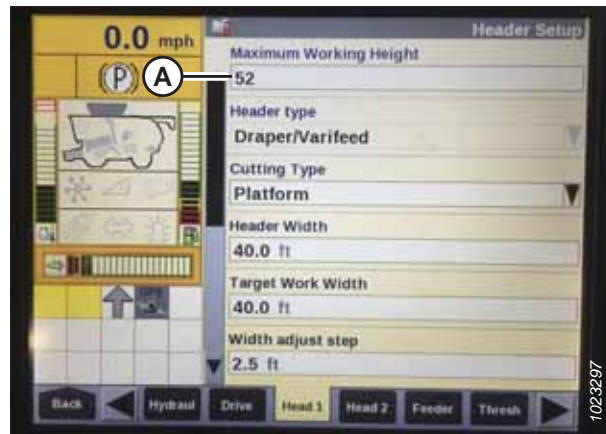 0.0 mph
Header Setup
Maximum Working Height
(P)
A
52
Header type
Draper/Varifeed
Cutting Type
Platform
Header Width
40.0 ft
Target Work Width
40.0 ft
Width adjust step
2.5 ft
Back
Hydraul
Drive
Head 1
Head 2
Feeder
Thresh
1023297